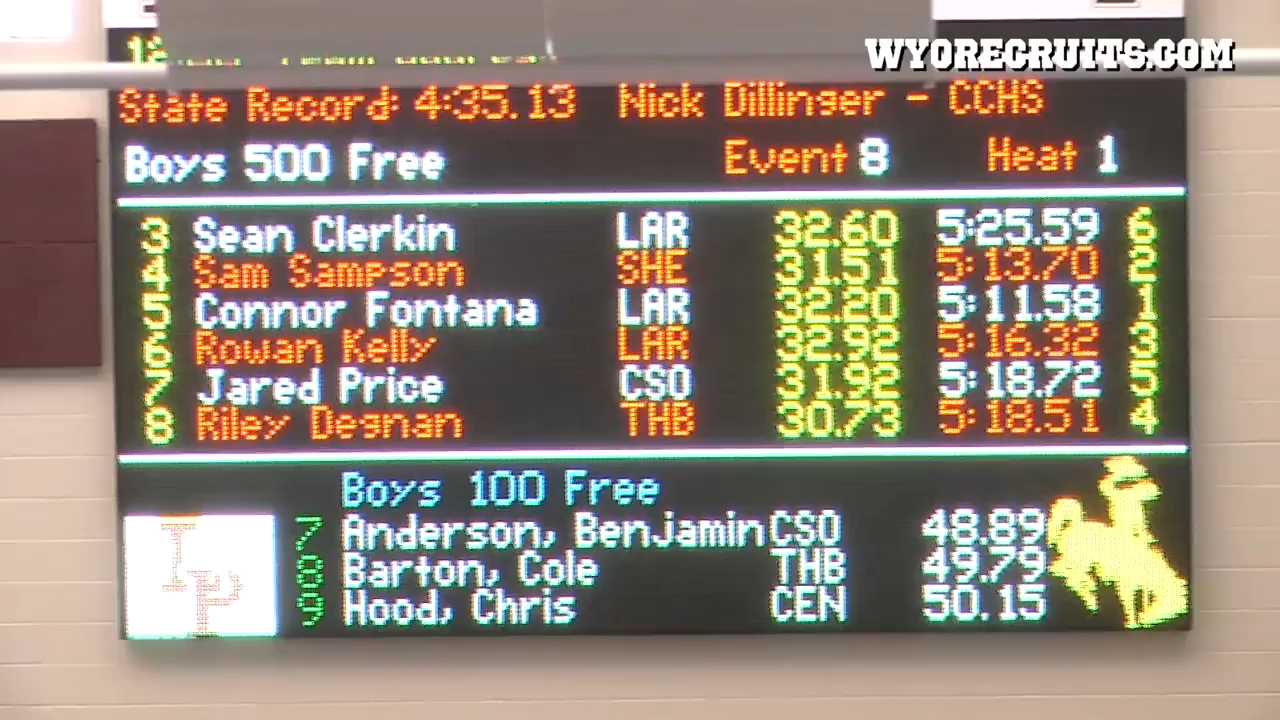 WYORECRUITS.COM
State Record: 4:35.13 Nick Dillinger - CCHS
Boys 500 Free Event 8 Heat 1
3 Sean Clerkin LAR 32.60 5:25.59 6
4 Sam Sampson SHE 31.51 5:13.70 2
5 Connor Fontana LAR 32.20 5:11.58 1
6 Rowan Kelly LAR 32.92 5:16.32 3
7 Jared Price CSO 31.92 5:18.72 5
8 Riley Degnan THB 30.73 5:18.51 4
Boys 100 Free
7 Anderson, Benjamin CSO 48.89
8 Barton, Cole THB 49.79
9 Hood, Chris CEN 50.15